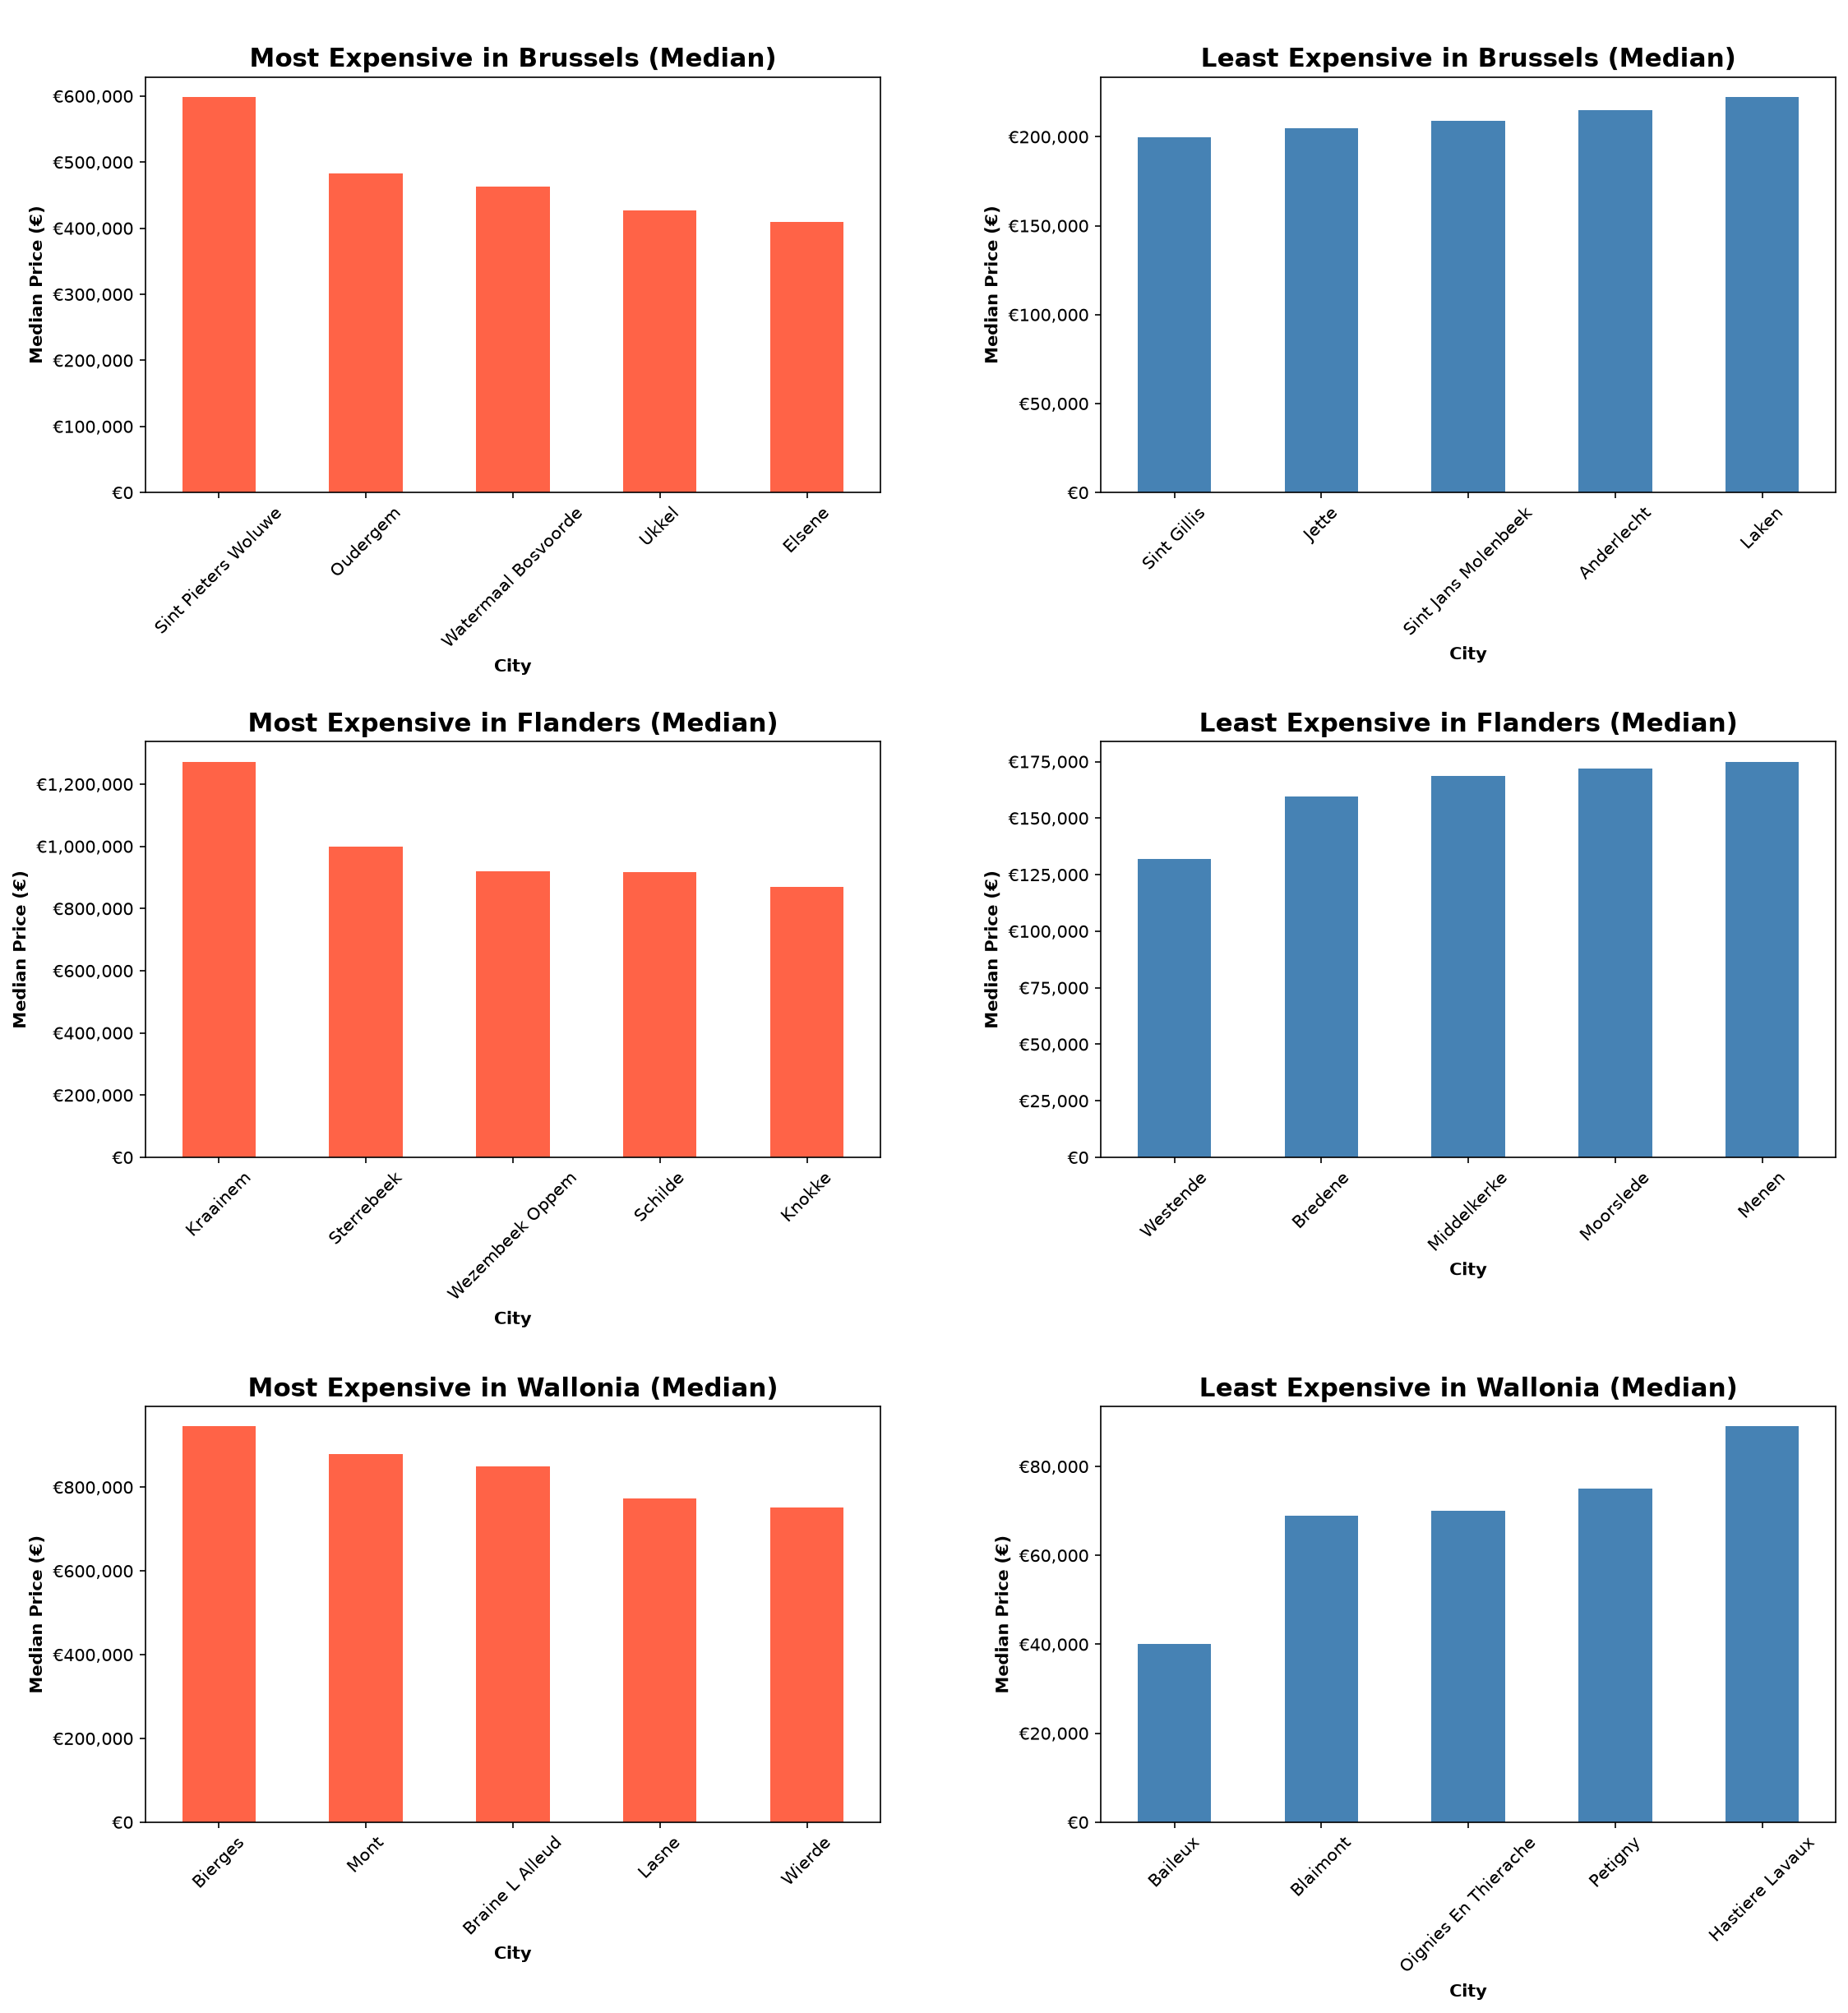 Most Expensive in Brussels (Median)
Median Price (€)
€600,000
€500,000
€400,000
€300,000
€200,000
€100,000
€0
Sint Pieters Woluwe
Oudergem
Watermaal Bosvoorde
Ukkel
Elsene
City
Least Expensive in Brussels (Median)
Median Price (€)
€200,000
€150,000
€100,000
€50,000
€0
Sint Gillis
Jette
Sint Jans Molenbeek
Anderlecht
Laken
City
Most Expensive in Flanders (Median)
Median Price (€)
€1,200,000
€1,000,000
€800,000
€600,000
€400,000
€200,000
€0
Kraainem
Sterrebeek
Wezembeek Oppem
Schilde
Knokke
City
Least Expensive in Flanders (Median)
Median Price (€)
€175,000
€150,000
€125,000
€100,000
€75,000
€50,000
€25,000
€0
Westende
Bredene
Middelkerke
Moorslede
Menen
City
Most Expensive in Wallonia (Median)
Median Price (€)
€800,000
€600,000
€400,000
€200,000
€0
Bierges
Mont
Braine L Alleud
Lasne
Wierde
City
Least Expensive in Wallonia (Median)
Median Price (€)
€80,000
€60,000
€40,000
€20,000
€0
Baileux
Blaimont
Oignies En Thierache
Petigny
Hastiere Lavaux
City